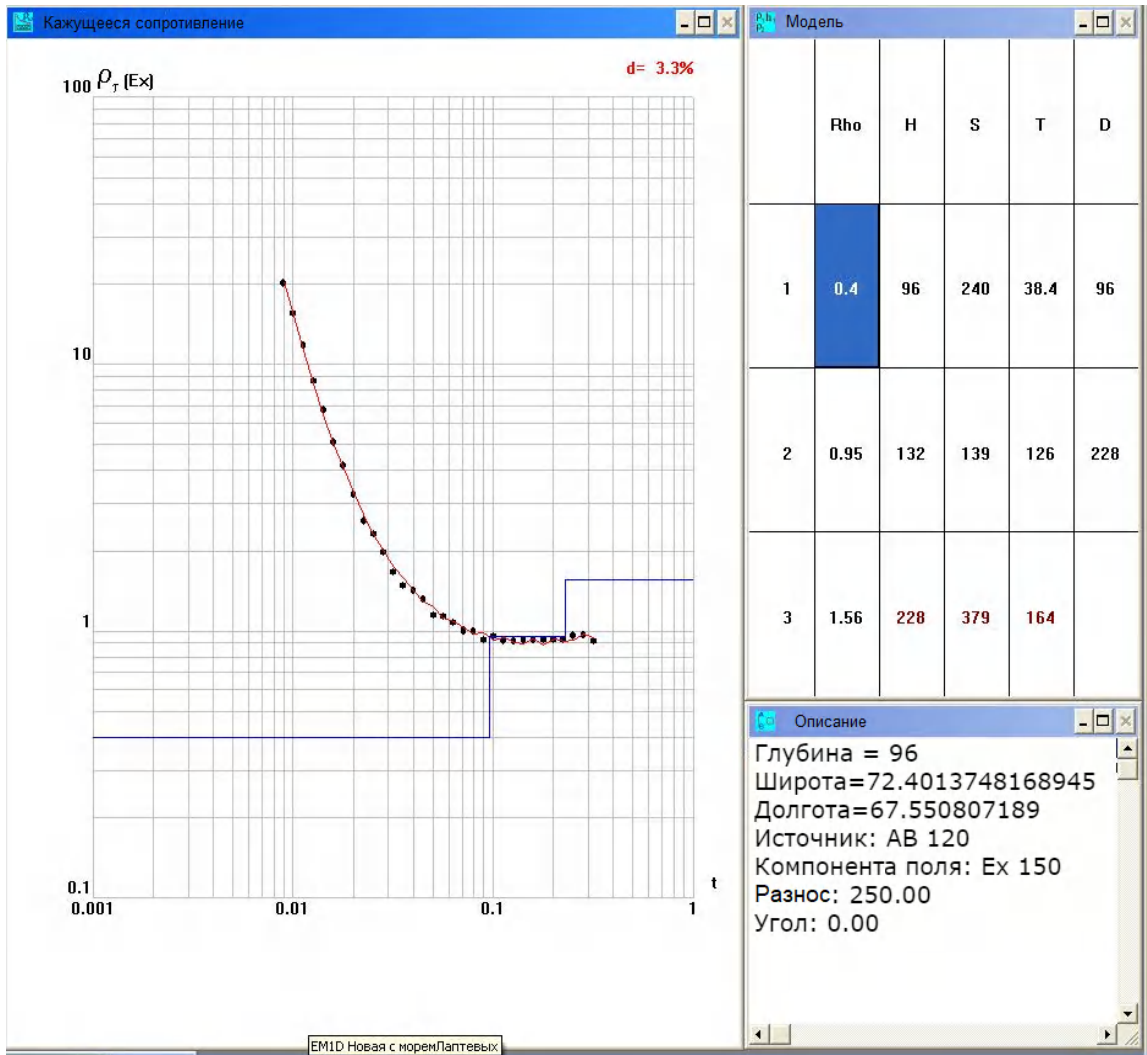 Кажущееся сопротивление
d= 3.3%
ρτ (Ex)
100
10
1
0.1
t
0.001 0.01 0.1 1
EM1D Новая с моремЛаптевых
Модель
Rho H S T D
1 0.4 96 240 38.4 96
2 0.95 132 139 126 228
3 1.56 228 379 164
Описание
Глубина = 96
Широта=72.4013748168945
Долгота=67.550807189
Источник: AB 120
Компонента поля: Ex 150
Разнос: 250.00
Угол: 0.00